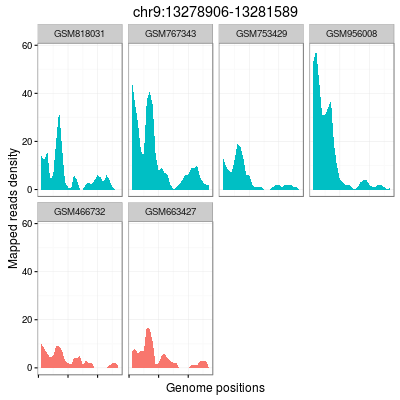 chr9:13278906-13281589
GSM818031 GSM767343 GSM753429 GSM956008
60
40
20
0
GSM466732 GSM663427
60
40
20
0
Mapped reads density
Genome positions